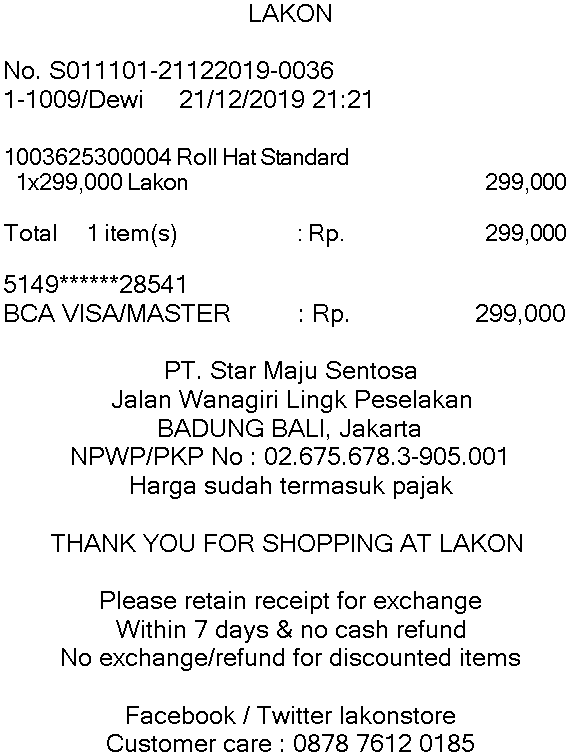 LAKON
No. S011101-21122019-0036
1-1009/Dewi 21/12/2019 21:21
1003625300004 Roll Hat Standard
1x299,000 Lakon 299,000
Total 1 item(s) : Rp. 299,000
5149******28541
BCA VISA/MASTER : Rp. 299,000
PT. Star Maju Sentosa
Jalan Wanagiri Lingk Peselakan
BADUNG BALI, Jakarta
NPWP/PKP No : 02.675.678.3-905.001
Harga sudah termasuk pajak
THANK YOU FOR SHOPPING AT LAKON
Please retain receipt for exchange
Within 7 days & no cash refund
No exchange/refund for discounted items
Facebook / Twitter lakonstore
Customer care : 0878 7612 0185